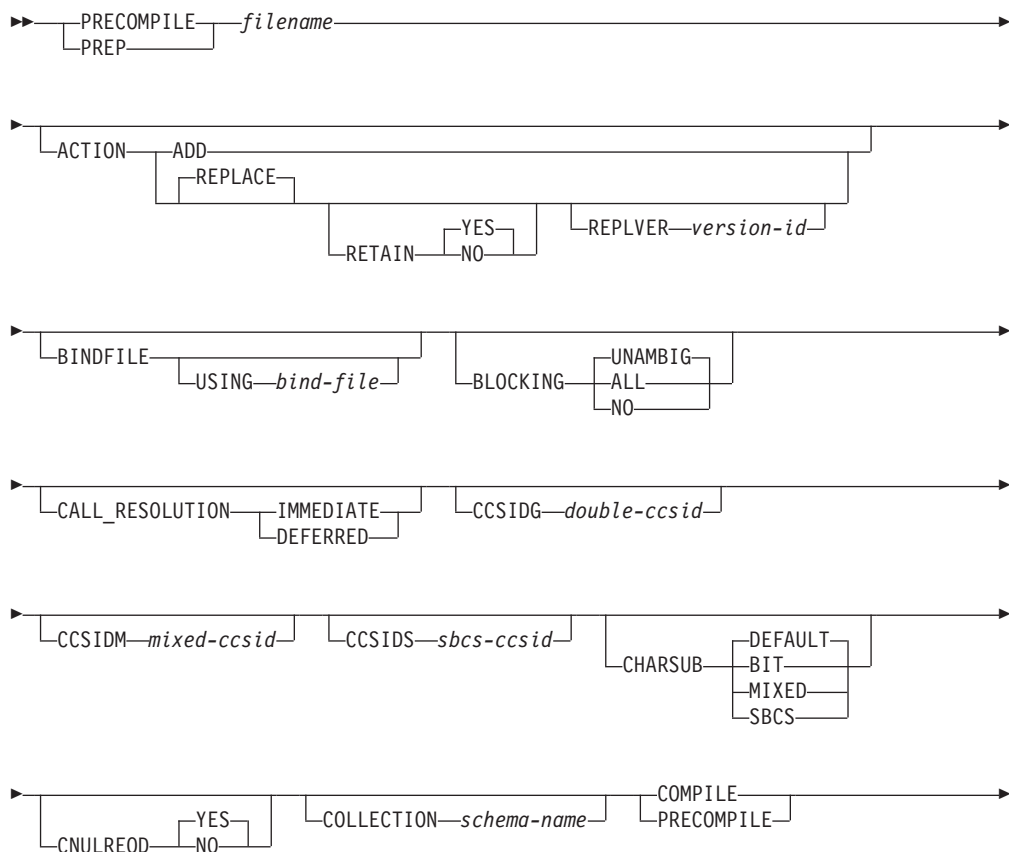 PRECOMPILE filename
PREP
ACTION ADD
REPLACE
YES REPLVER version-id
RETAIN NO
BINDFILE UNAMBIG
USING bind-file BLOCKING ALL
NO
CALL_RESOLUTION IMMEDIATE CCSIDG double-ccsid
DEFERRED
CCSIDM mixed-ccsid CCSIDS sbcs-ccsid DEFAULT
CHARSUB BIT
MIXED
SBCS
COMPILE
YES COLLECTION schema-name PRECOMPILE
CNULREQD NO